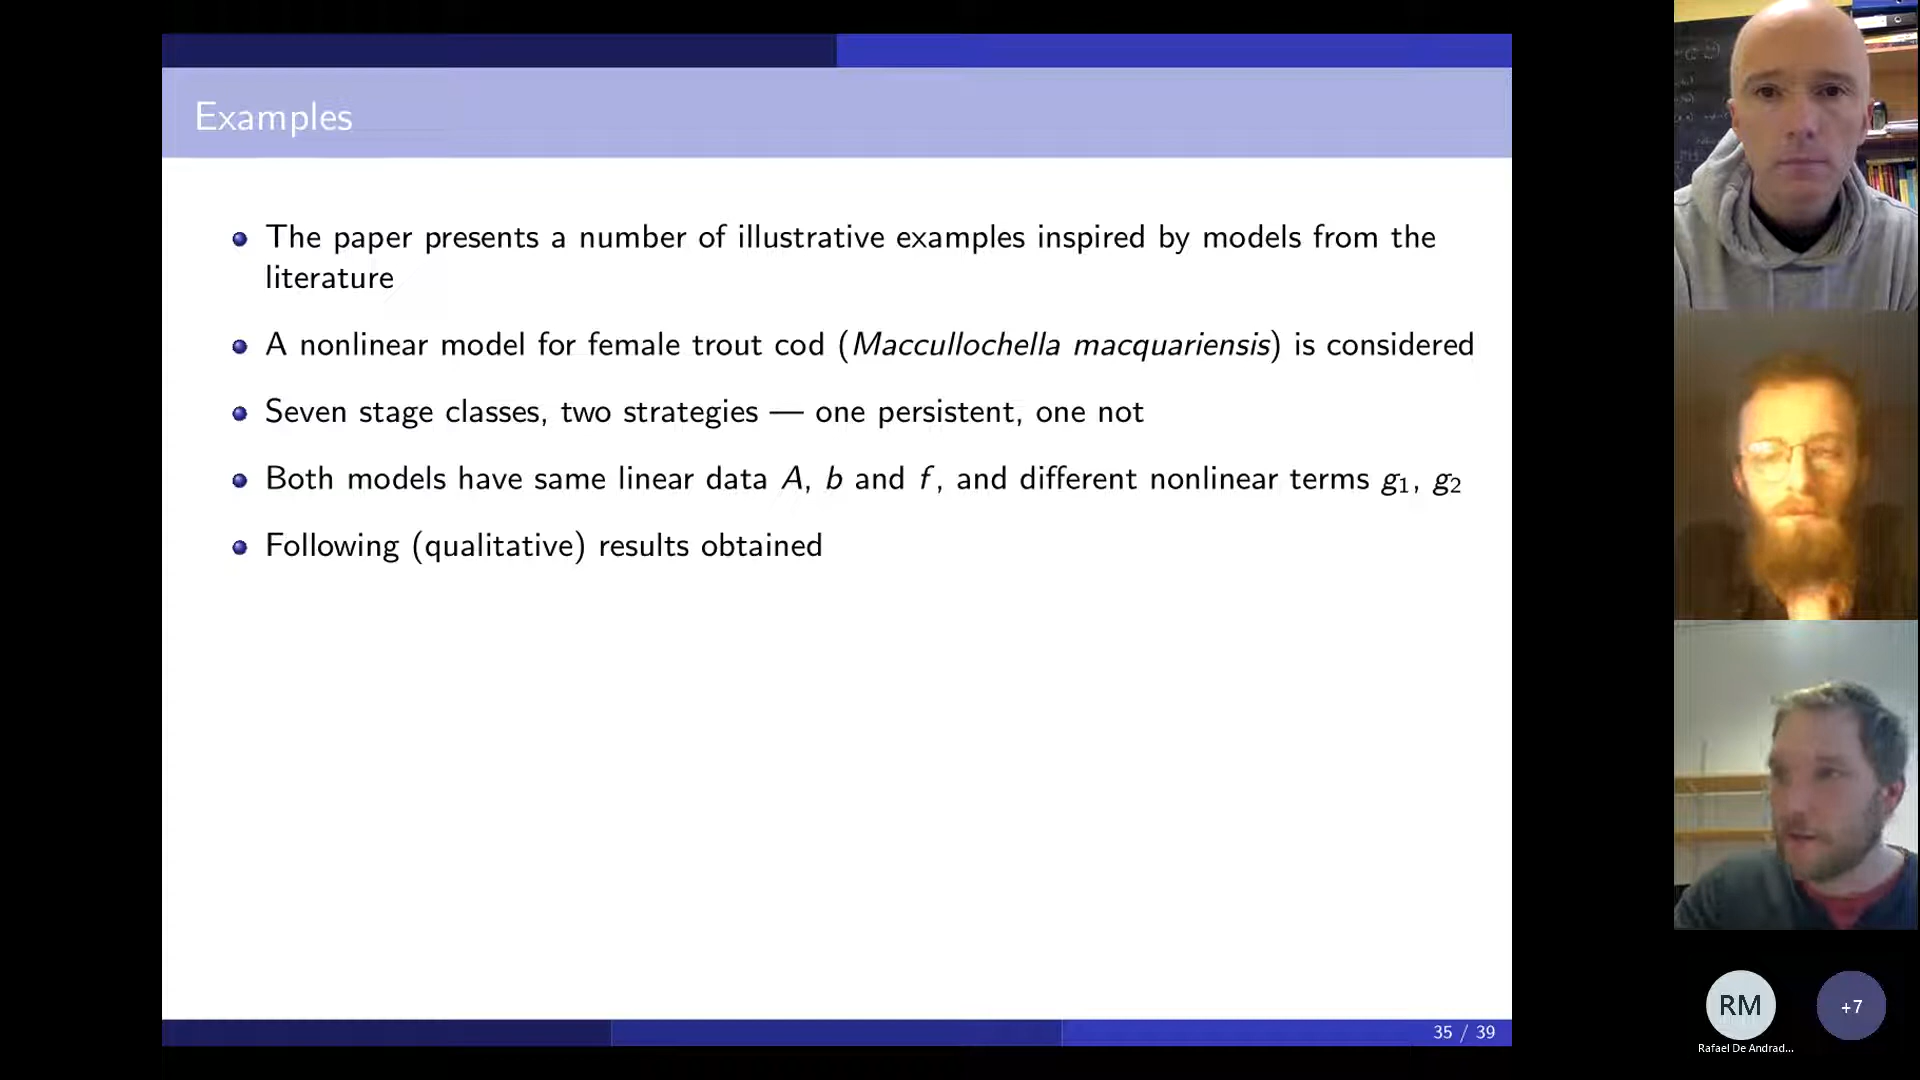 Examples
The paper presents a number of illustrative examples inspired by models from the
literature
A nonlinear model for female trout cod (Maccullochella macquariensis) is considered
Seven stage classes, two strategies — one persistent, one not
Both models have same linear data A, b and f, and different nonlinear terms g₁, g₂
Following (qualitative) results obtained
35 / 39
RM
+7
Rafael De Andrad...